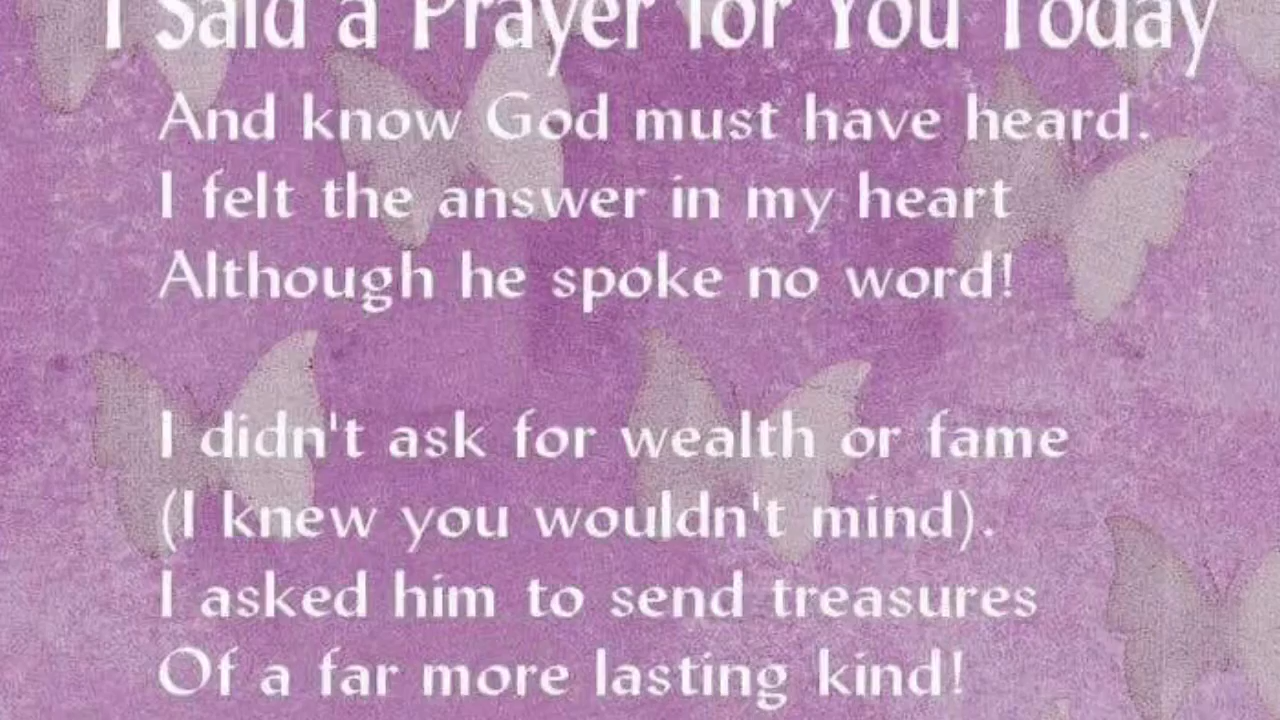 I Said a Prayer for You Today
And know God must have heard.
I felt the answer in my heart
Although he spoke no word!
I didn't ask for wealth or fame
(I knew you wouldn't mind).
I asked him to send treasures
Of a far more lasting kind!